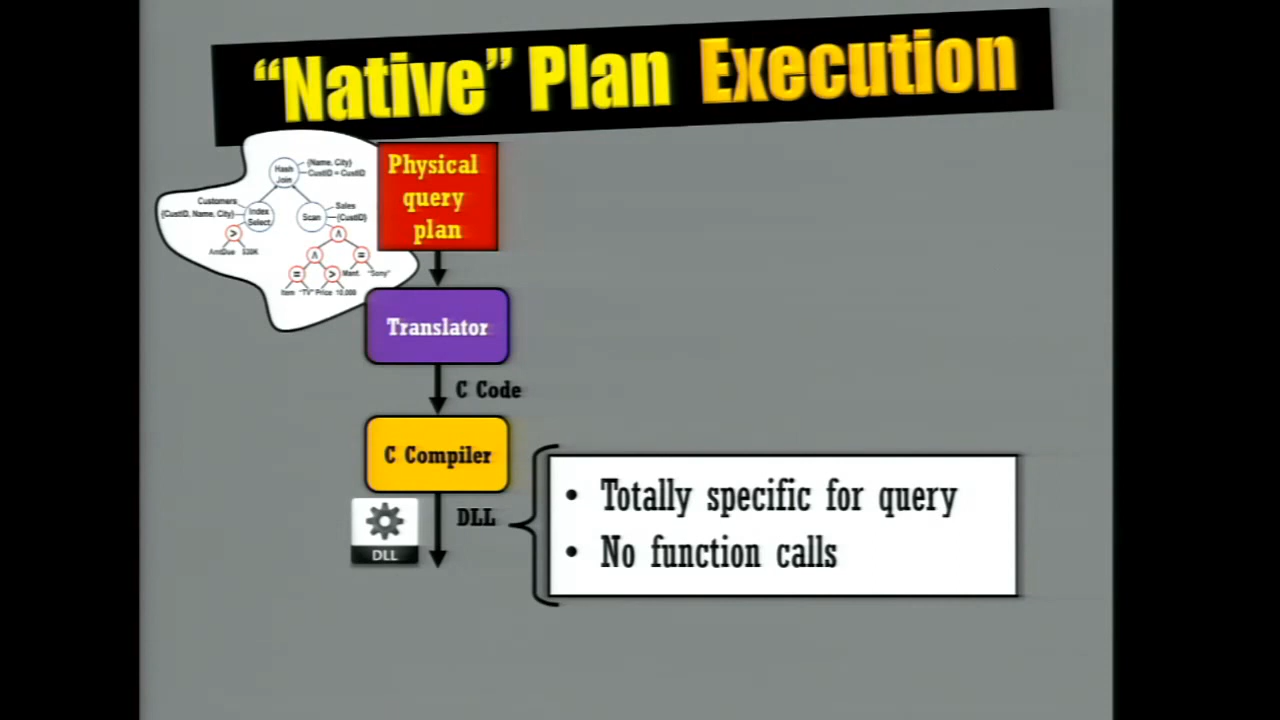 “Native” Plan Execution
Physical
query
plan
Hash
Join
{Name, City}
CustID = CustID
Customers
{CustID, Name, City}
Index
Select
Scan
Sales
{CustID}
>
AmtDue $30K
∧
∧
=
=
>
Manf. “Sony”
Item “TV” Price 10,000
Translator
C Code
C Compiler
DLL
DLL
• Totally specific for query
• No function calls